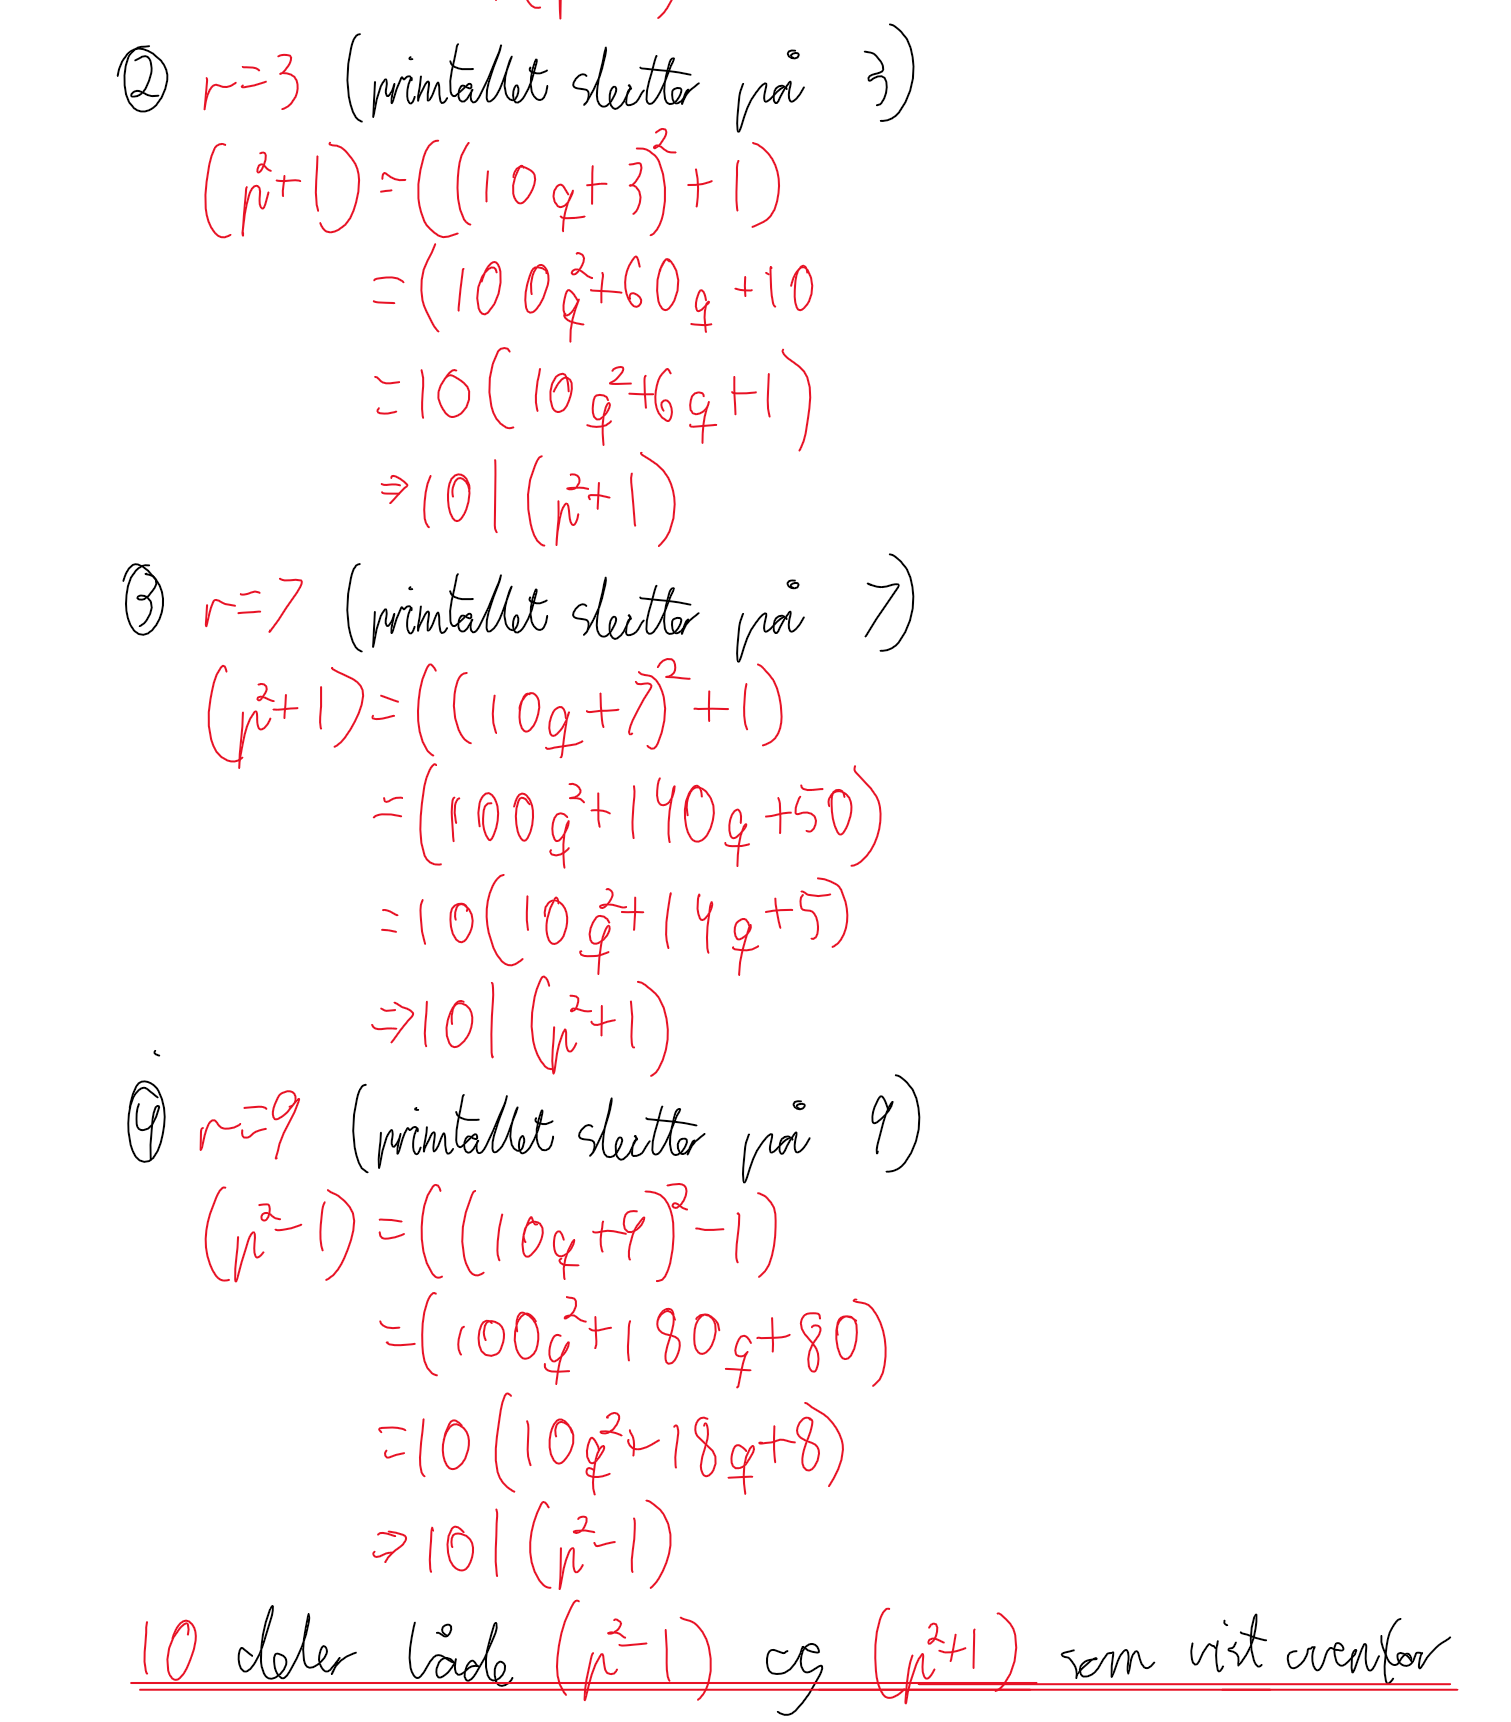 ② r=3 (primtallet slutter på 3)
(p²+1) = ((10q+3)²+1)
=(100q²+60q+10
=10(10q²+6q+1)
⇒10|(p²+1)
③ r=7 (primtallet slutter på 7)
(p²+1)=((10q+7)²+1)
=(100q²+140q+50)
=10(10q²+14q+5)
⇒10|(p²+1)
④ r=9 (primtallet slutter på 9)
(p²-1)=((10q+9)²-1)
=(100q²+180q+80)
=10(10q²+18q+8)
⇒10|(p²-1)
10 deler både (p²-1) og (p²+1) som vist ovenfor